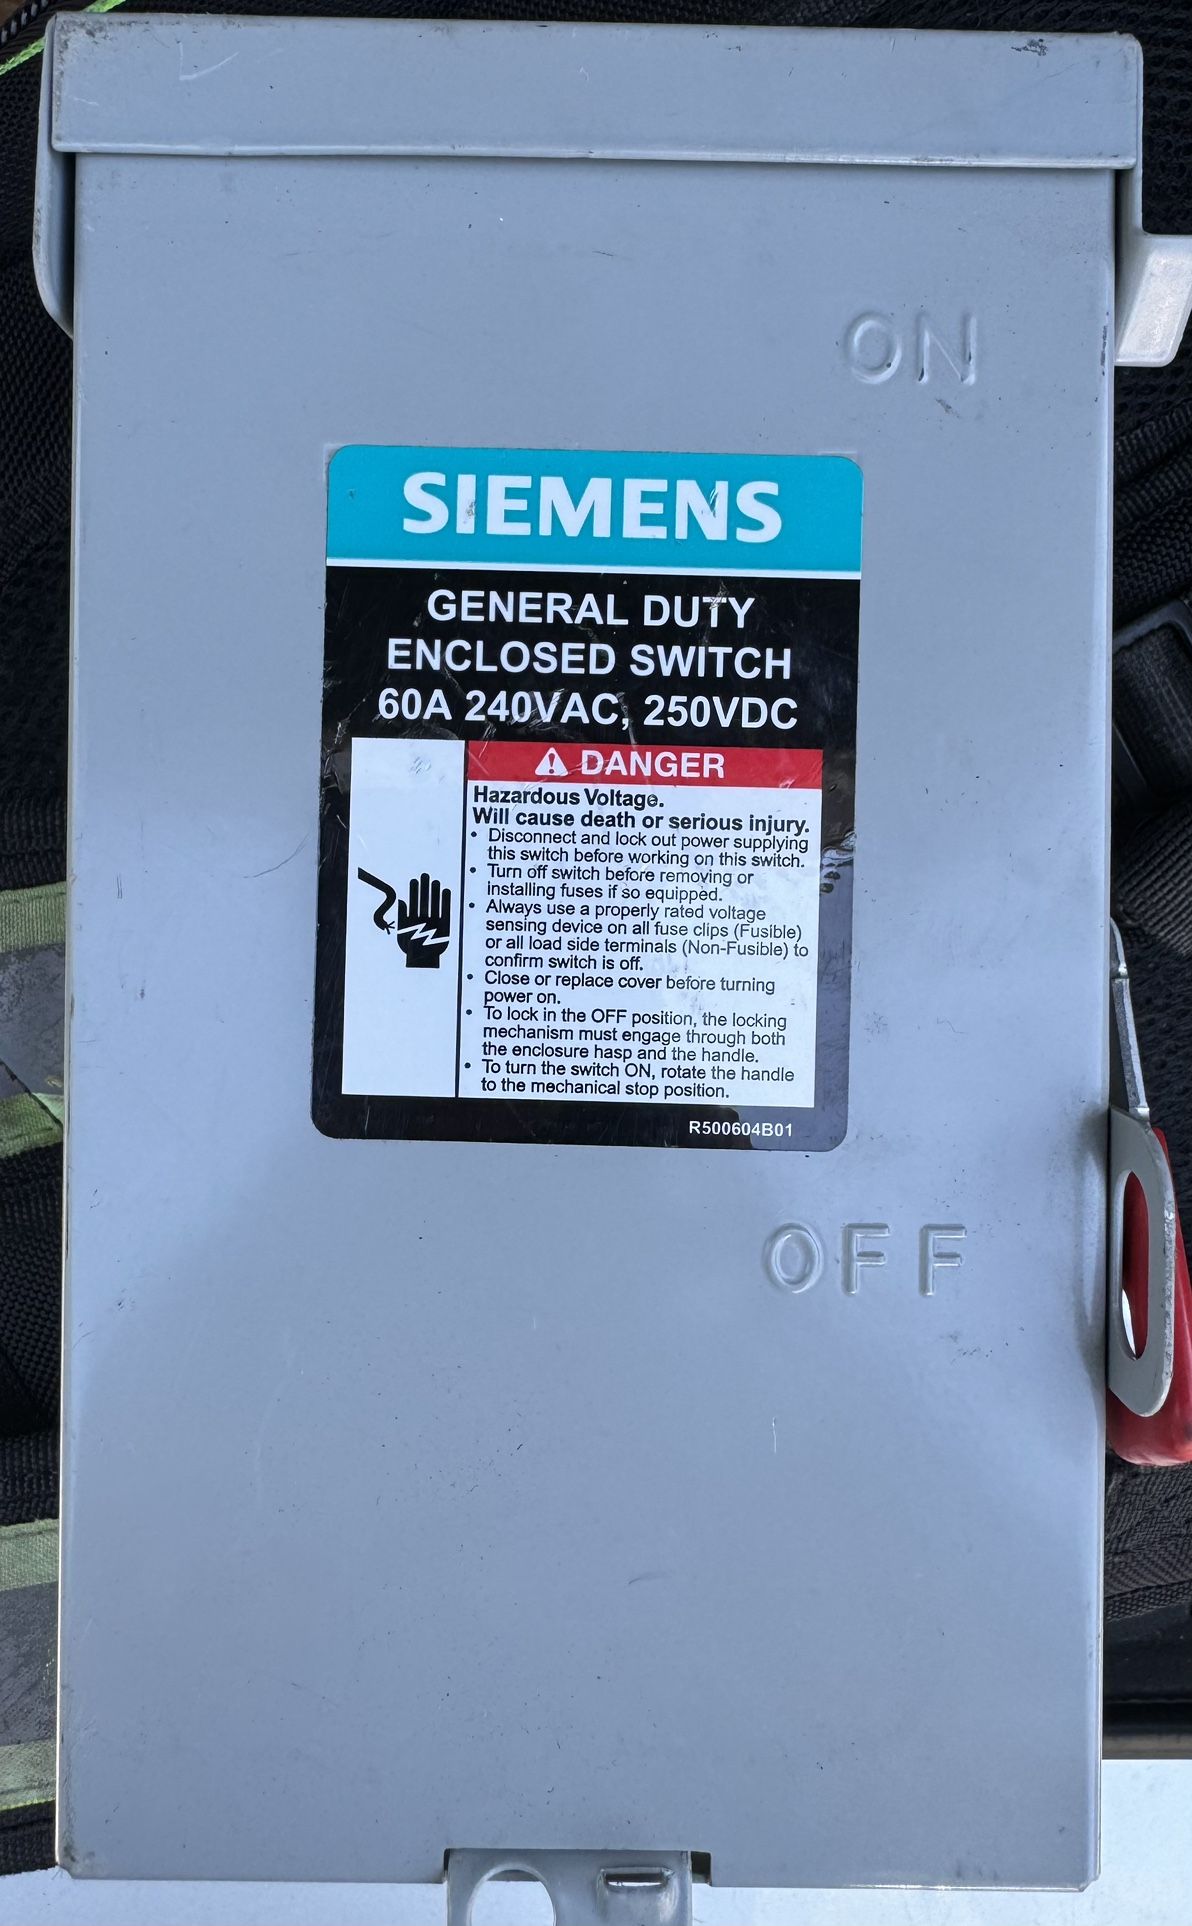 ON
SIEMENS
GENERAL DUTY
ENCLOSED SWITCH
60A 240VAC, 250VDC
⚠ DANGER
Hazardous Voltage.
Will cause death or serious injury.
• Disconnect and lock out power supplying
this switch before working on this switch.
• Turn off switch before removing or
installing fuses if so equipped.
• Always use a properly rated voltage
sensing device on all fuse clips (Fusible)
or all load side terminals (Non-Fusible) to
confirm switch is off.
• Close or replace cover before turning
power on.
• To lock in the OFF position, the locking
mechanism must engage through both
the enclosure hasp and the handle.
• To turn the switch ON, rotate the handle
to the mechanical stop position.
R500604B01
OFF